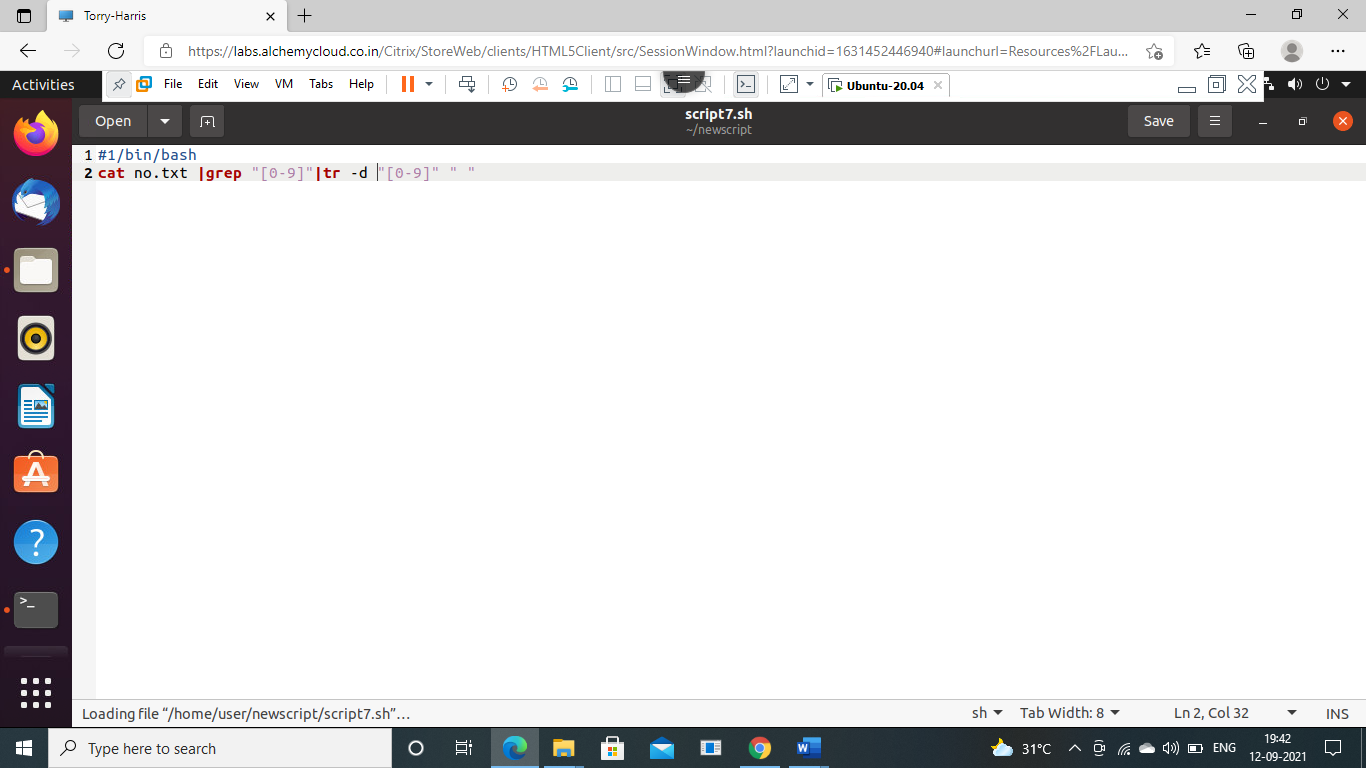 Torry-Harris
https://labs.alchemycloud.co.in/Citrix/StoreWeb/clients/HTML5Client/src/SessionWindow.html?launchid=1631452446940#launchurl=Resources%2FLau...
Activities
File Edit View VM Tabs Help
Ubuntu-20.04
Open
script7.sh
~/newscript
Save
1 #1/bin/bash
2 cat no.txt |grep "[0-9]"|tr -d "[0-9]" " "
Loading file “/home/user/newscript/script7.sh”…
sh
Tab Width: 8
Ln 2, Col 32
INS
Type here to search
31°C
ENG
19:42
12-09-2021